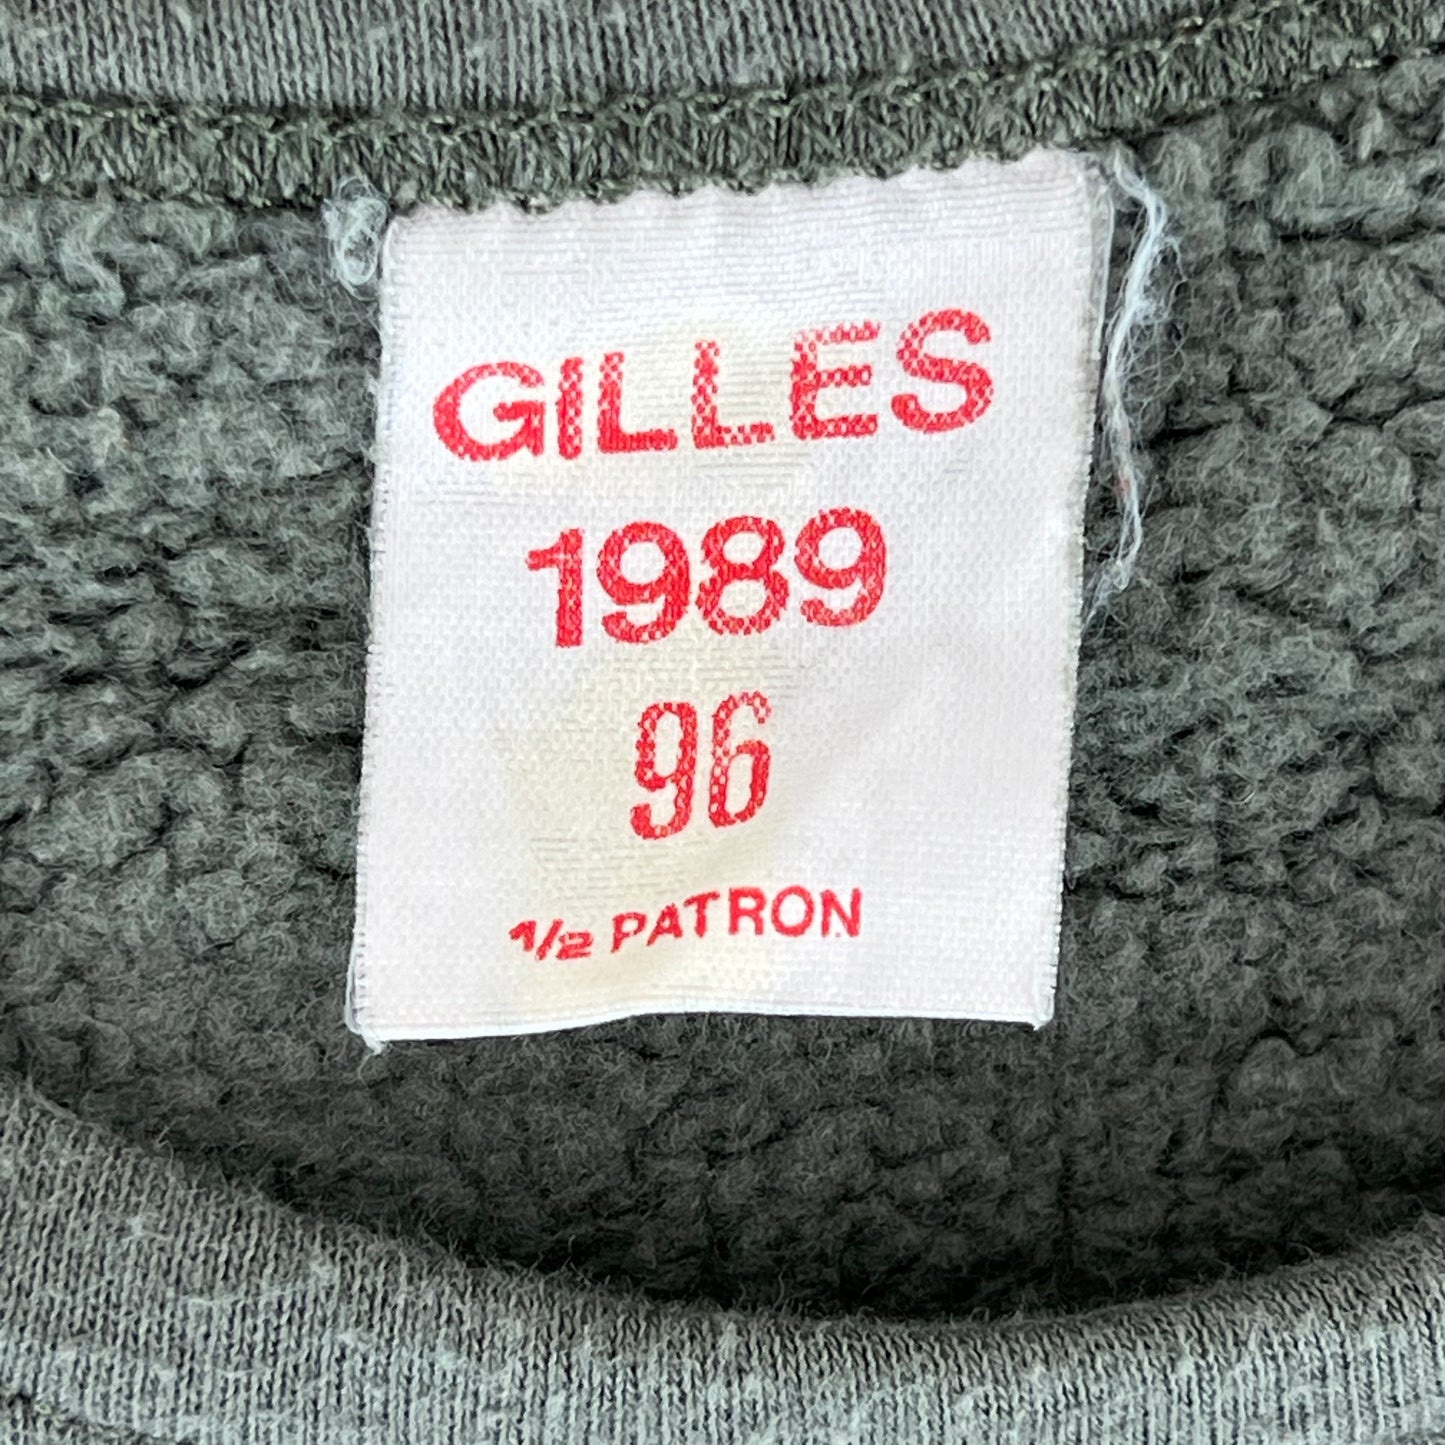 GILLES
1989
96
1/2 PATRON